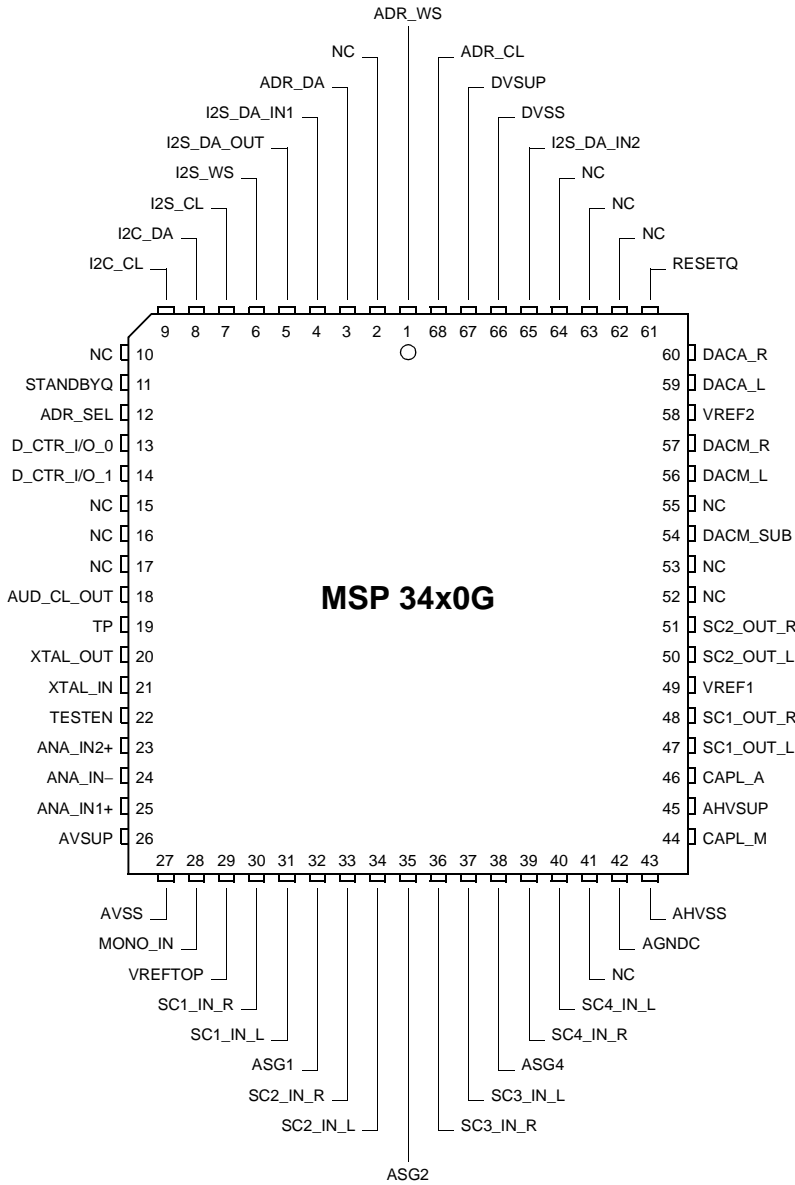 ADR_WS
NC ADR_CL
ADR_DA DVSUP
I2S_DA_IN1 DVSS
I2S_DA_OUT I2S_DA_IN2
I2S_WS NC
I2S_CL NC
I2C_DA NC
I2C_CL RESETQ
9 8 7 6 5 4 3 2 1 68 67 66 65 64 63 62 61
NC 10 60 DACA_R
STANDBYQ 11 59 DACA_L
ADR_SEL 12 58 VREF2
D_CTR_I/O_0 13 57 DACM_R
D_CTR_I/O_1 14 56 DACM_L
NC 15 55 NC
NC 16 54 DACM_SUB
NC 17 53 NC
MSP 34x0G
AUD_CL_OUT 18 52 NC
TP 19 51 SC2_OUT_R
XTAL_OUT 20 50 SC2_OUT_L
XTAL_IN 21 49 VREF1
TESTEN 22 48 SC1_OUT_R
ANA_IN2+ 23 47 SC1_OUT_L
ANA_IN− 24 46 CAPL_A
ANA_IN1+ 25 45 AHVSUP
AVSUP 26 44 CAPL_M
27 28 29 30 31 32 33 34 35 36 37 38 39 40 41 42 43
AVSS AHVSS
MONO_IN AGNDC
VREFTOP NC
SC1_IN_R SC4_IN_L
SC1_IN_L SC4_IN_R
ASG1 ASG4
SC2_IN_R SC3_IN_L
SC2_IN_L SC3_IN_R
ASG2